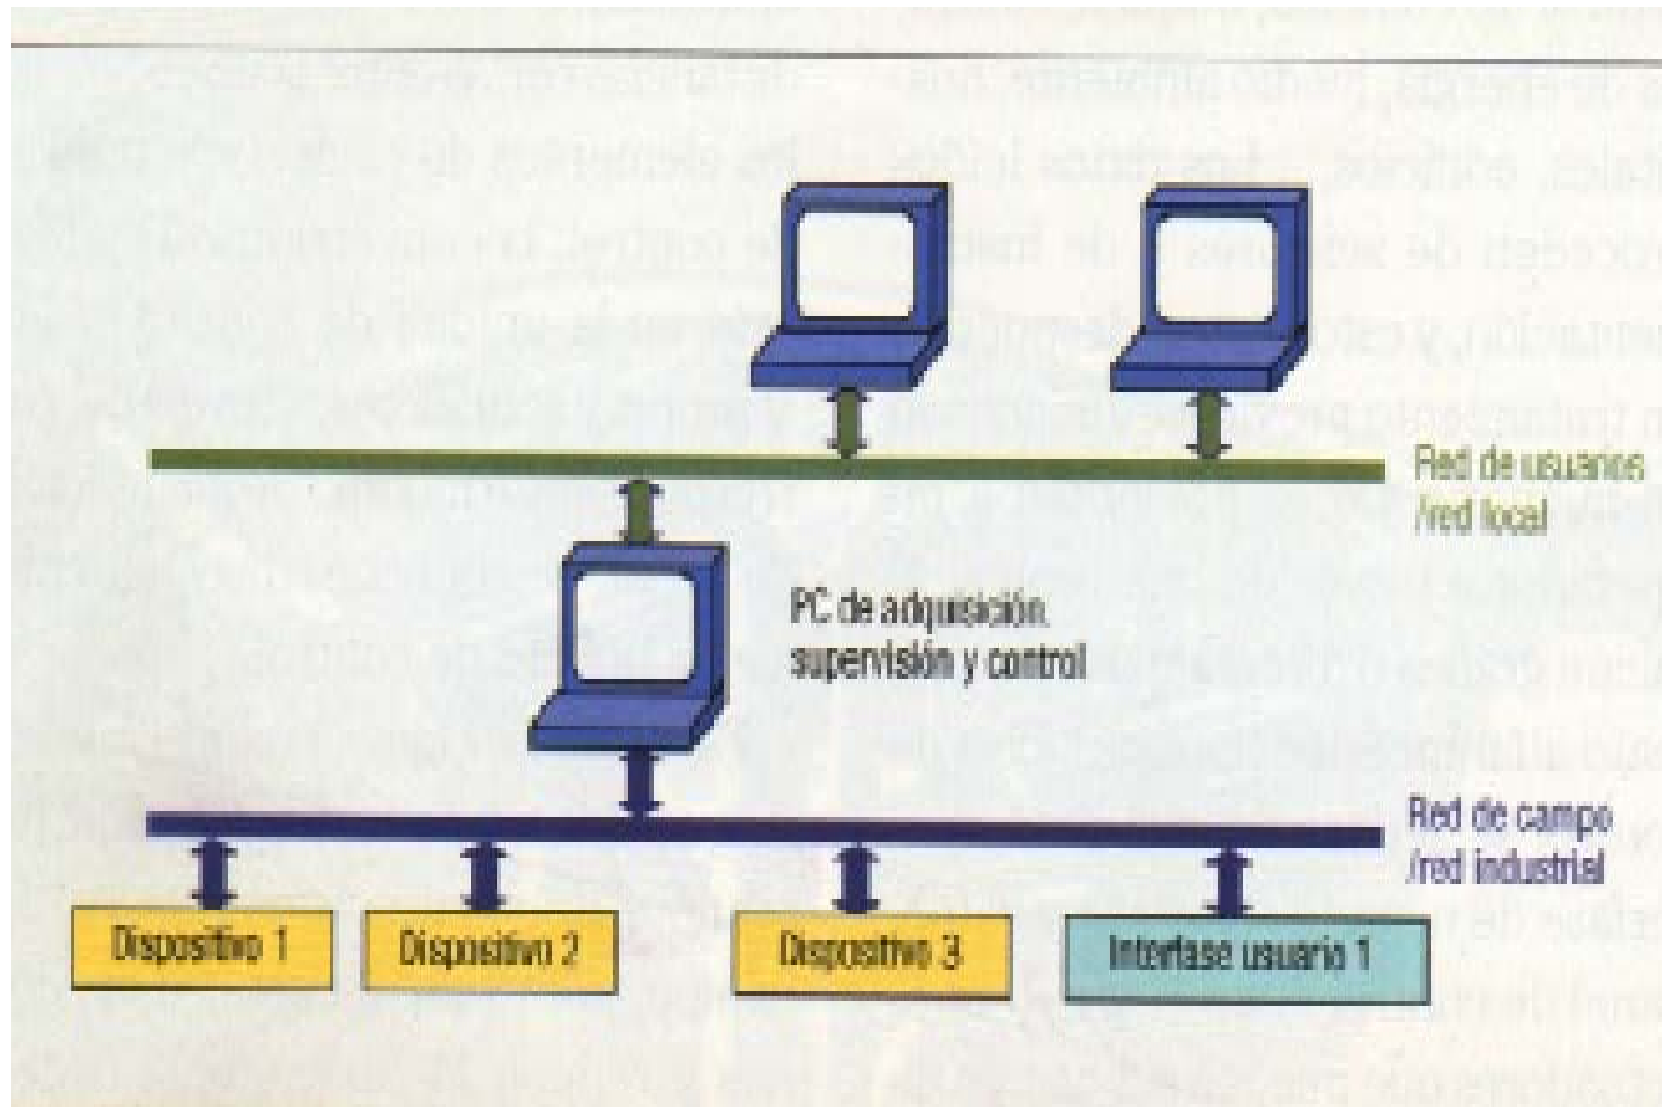 Red de usuarios
/red local
PC de adquisición,
supervisión y control
Red de campo
/red industrial
Dispositivo 1
Dispositivo 2
Dispositivo 3
Interfase usuario 1